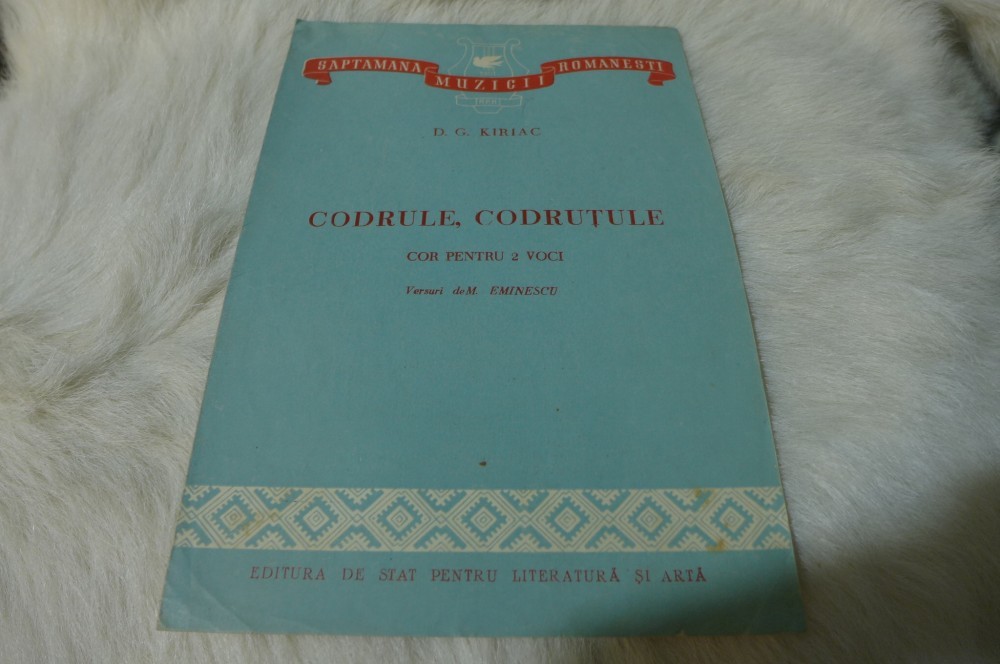 SAPTAMANA MUZICII ROMANESTI
D. G. KIRIAC
CODRULE, CODRUȚULE
COR PENTRU 2 VOCI
Versuri de M. EMINESCU
EDITURA DE STAT PENTRU LITERATURĂ ȘI ARTĂ